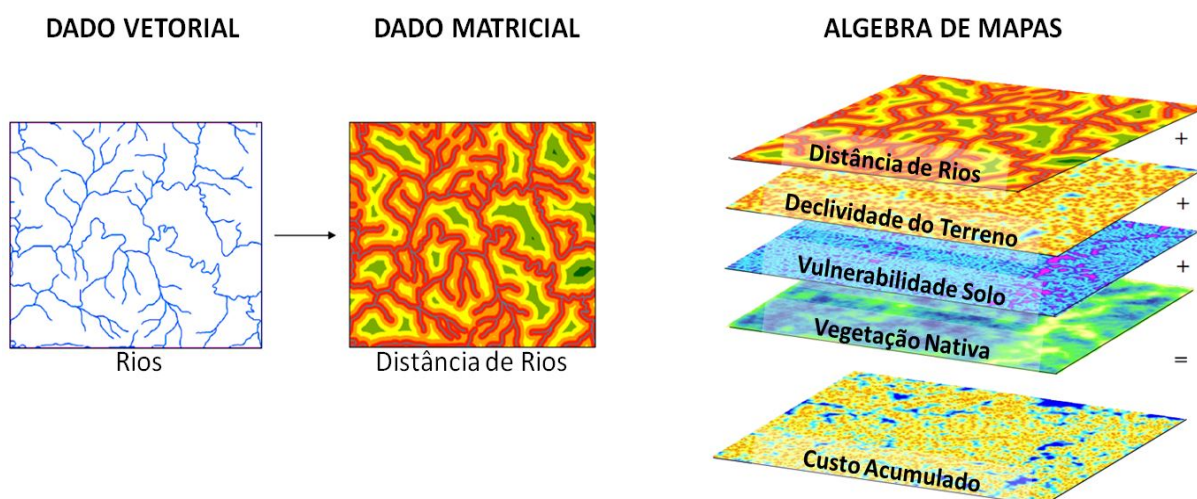 DADO VETORIAL
DADO MATRICIAL
ALGEBRA DE MAPAS
Rios
Distância de Rios
Distância de Rios
+
Declividade do Terreno
+
Vulnerabilidade Solo
+
Vegetação Nativa
=
Custo Acumulado